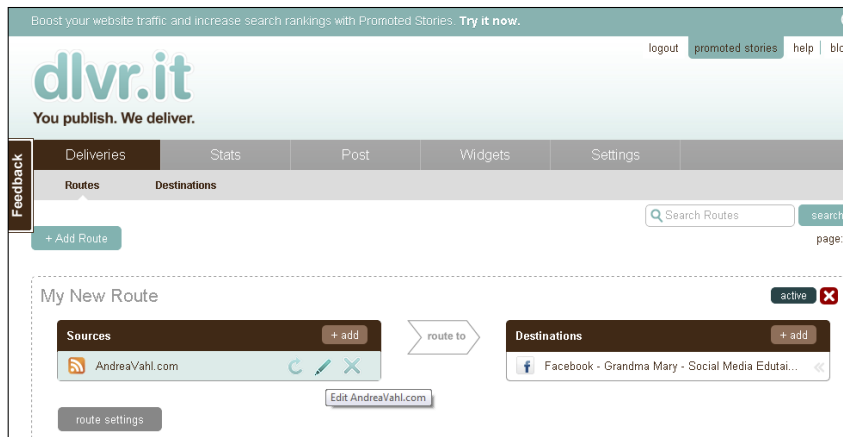 Boost your website traffic and increase search rankings with Promoted Stories. Try it now.
logout promoted stories help blo
dlvr.it
You publish. We deliver.
Feedback
Deliveries Stats Post Widgets Settings
Routes Destinations
Search Routes search
+ Add Route page:
My New Route active
Sources + add route to Destinations + add
AndreaVahl.com Facebook - Grandma Mary - Social Media Edutai...
Edit AndreaVahl.com
route settings